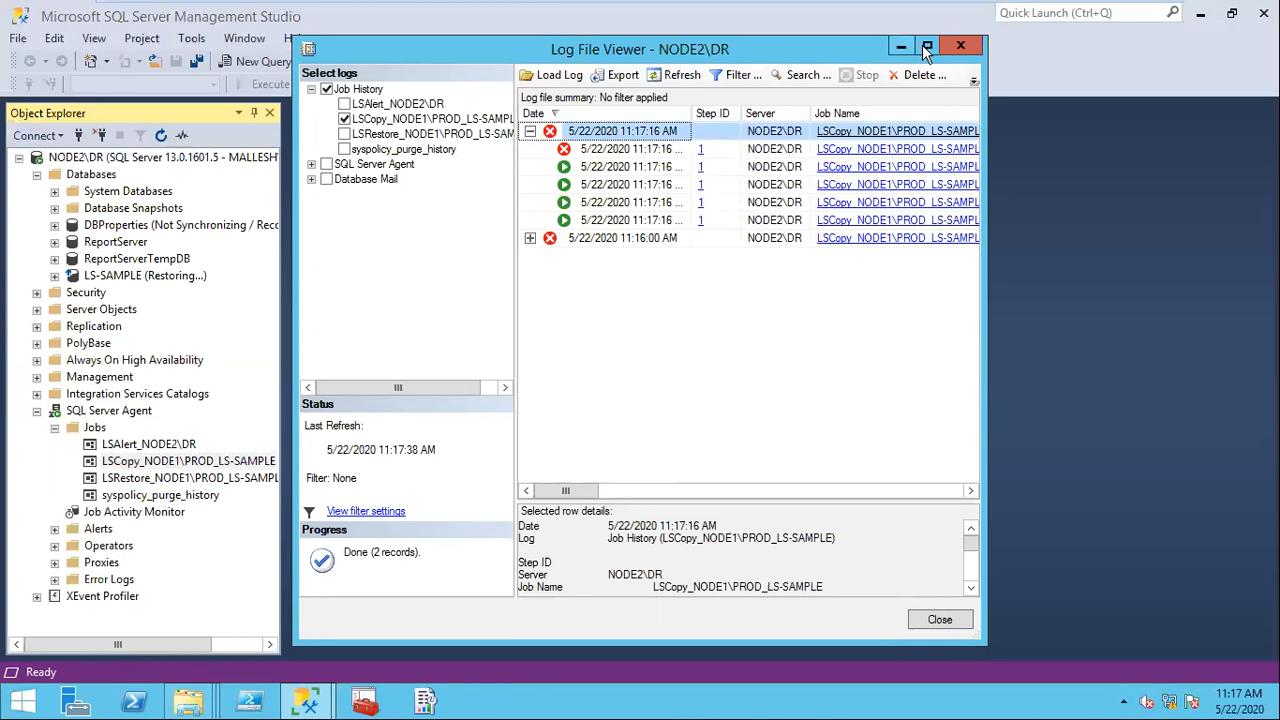 Microsoft SQL Server Management Studio
Quick Launch (Ctrl+Q)
File Edit View Project Tools Window
New Query
Execute
Object Explorer
Connect
NODE2\DR (SQL Server 13.0.1601.5 - MALLESH
Databases
System Databases
Database Snapshots
DBProperties (Not Synchronizing / Recov
ReportServer
ReportServerTempDB
LS-SAMPLE (Restoring...)
Security
Server Objects
Replication
PolyBase
Always On High Availability
Management
Integration Services Catalogs
SQL Server Agent
Jobs
LSAlert_NODE2\DR
LSCopy_NODE1\PROD_LS-SAMPLE
LSRestore_NODE1\PROD_LS-SAMPL
syspolicy_purge_history
Job Activity Monitor
Alerts
Operators
Proxies
Error Logs
XEvent Profiler
Ready
Log File Viewer - NODE2\DR
Select logs
Job History
LSAlert_NODE2\DR
LSCopy_NODE1\PROD_LS-SAMPL
LSRestore_NODE1\PROD_LS-SAM
syspolicy_purge_history
SQL Server Agent
Database Mail
Status
Last Refresh:
5/22/2020 11:17:38 AM
Filter: None
View filter settings
Progress
Done (2 records).
Load Log Export Refresh Filter ... Search ... Stop Delete ...
Log file summary: No filter applied
Date Step ID Server Job Name
5/22/2020 11:17:16 AM NODE2\DR LSCopy_NODE1\PROD_LS-SAMPL
5/22/2020 11:17:16 ... 1 NODE2\DR LSCopy_NODE1\PROD_LS-SAMPL
5/22/2020 11:17:16 ... 1 NODE2\DR LSCopy_NODE1\PROD_LS-SAMPL
5/22/2020 11:17:16 ... 1 NODE2\DR LSCopy_NODE1\PROD_LS-SAMPL
5/22/2020 11:17:16 ... 1 NODE2\DR LSCopy_NODE1\PROD_LS-SAMPL
5/22/2020 11:17:16 ... 1 NODE2\DR LSCopy_NODE1\PROD_LS-SAMPL
5/22/2020 11:16:00 AM NODE2\DR LSCopy_NODE1\PROD_LS-SAMPL
Selected row details:
Date 5/22/2020 11:17:16 AM
Log Job History (LSCopy_NODE1\PROD_LS-SAMPLE)
Step ID
Server NODE2\DR
Job Name LSCopy_NODE1\PROD_LS-SAMPLE
Close
11:17 AM
5/22/2020